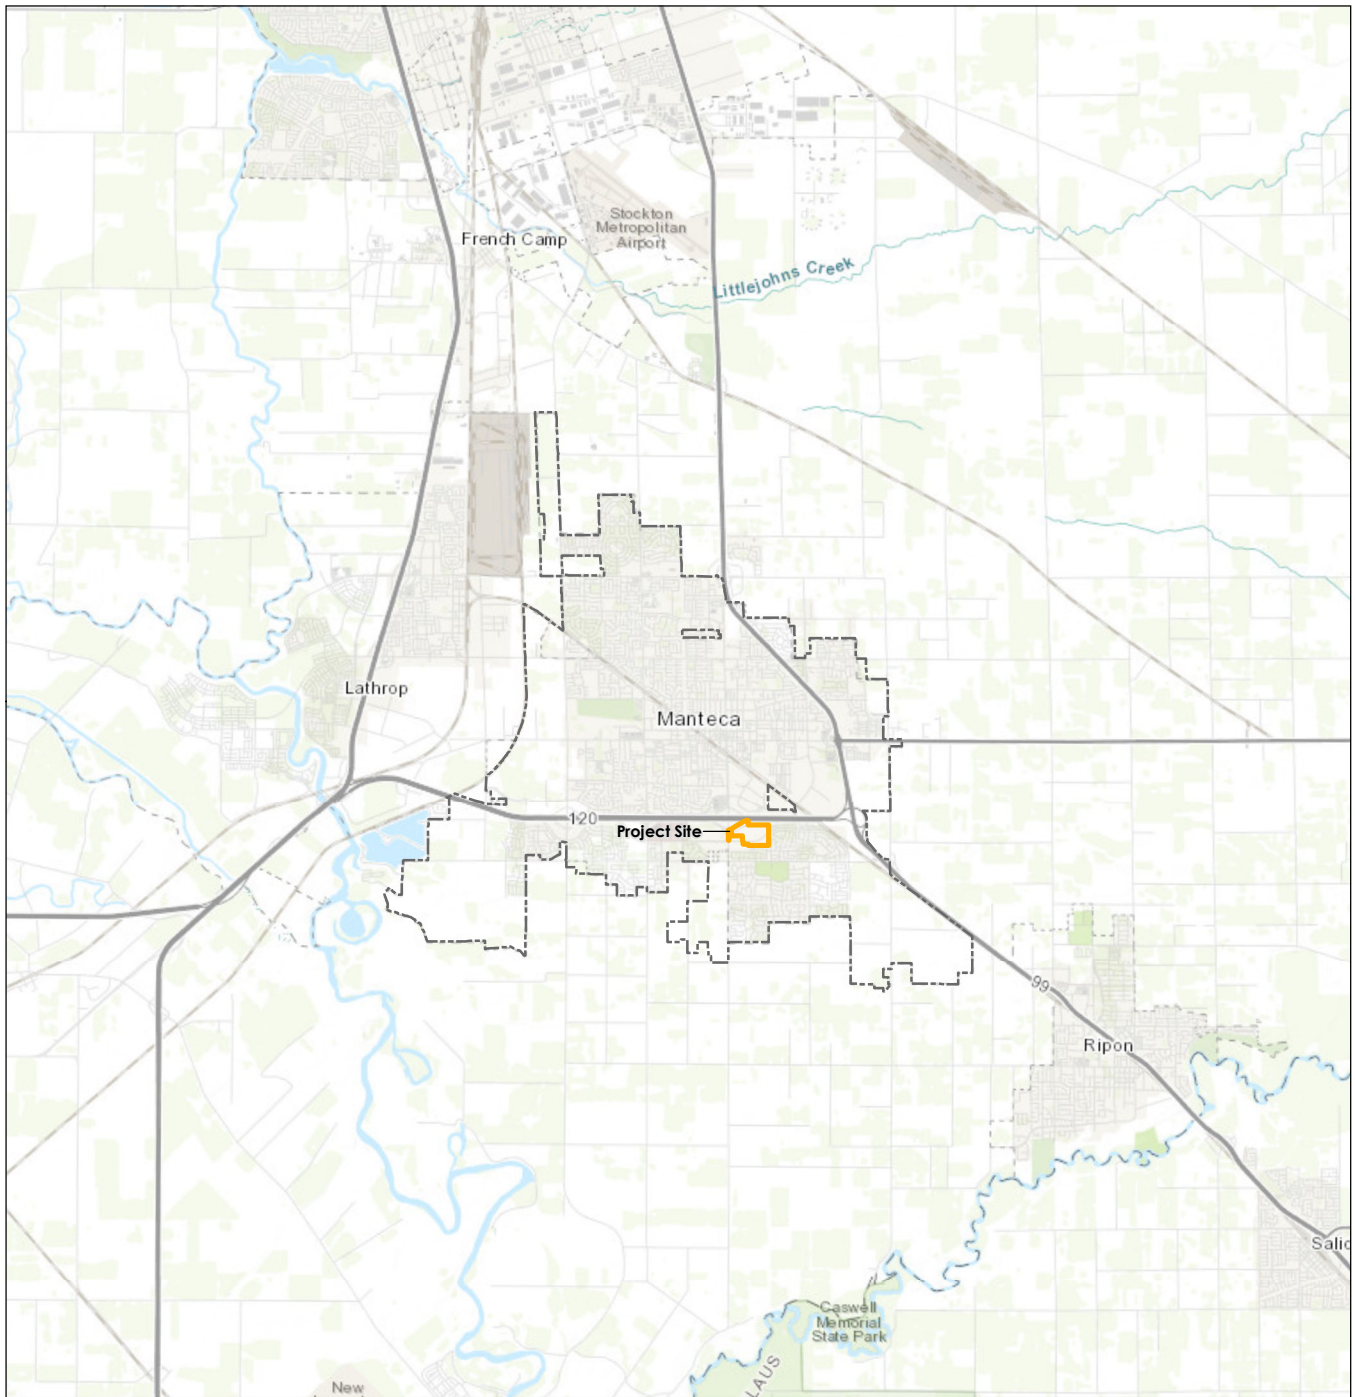 Stockton
Metropolitan
Airport
French Camp
Littlejohns Creek
Lathrop
Manteca
120
Project Site
99
Ripon
Salid
Caswell
Memorial
State Park
LAUS
New